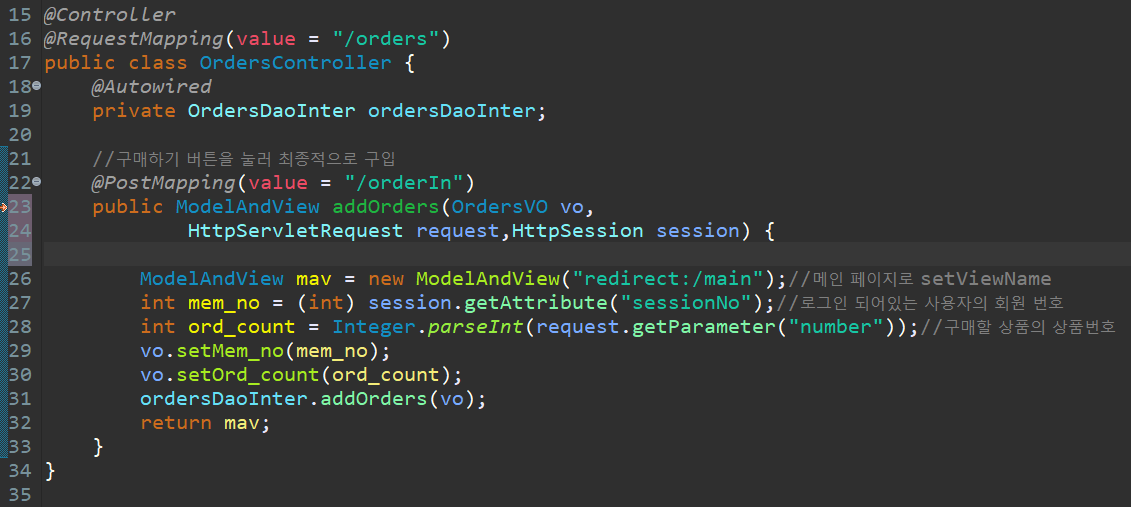 15 @Controller
16 @RequestMapping(value = "/orders")
17 public class OrdersController {
18 @Autowired
19 private OrdersDaoInter ordersDaoInter;
20
21 //구매하기 버튼을 눌러 최종적으로 구입
22 @PostMapping(value = "/orderIn")
23 public ModelAndView addOrders(OrdersVO vo,
24 HttpServletRequest request,HttpSession session) {
25
26 ModelAndView mav = new ModelAndView("redirect:/main");//메인 페이지로 setViewName
27 int mem_no = (int) session.getAttribute("sessionNo");//로그인 되어있는 사용자의 회원 번호
28 int ord_count = Integer.parseInt(request.getParameter("number"));//구매할 상품의 상품번호
29 vo.setMem_no(mem_no);
30 vo.setOrd_count(ord_count);
31 ordersDaoInter.addOrders(vo);
32 return mav;
33 }
34 }
35